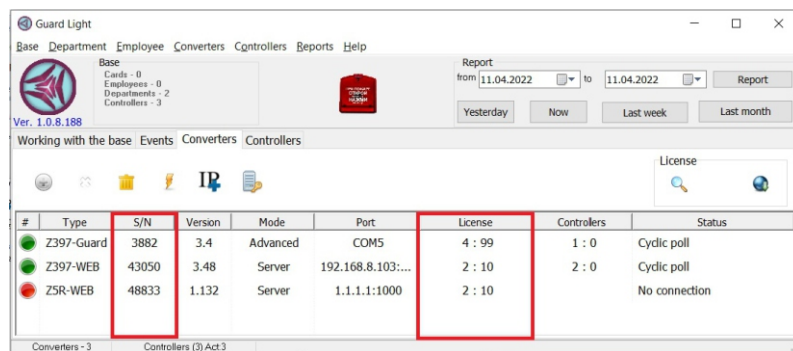 Guard Light
Base Department Employee Converters Controllers Reports Help
Base
Cards - 0
Employees - 0
Departments - 2
Controllers - 3
Ver. 1.0.8.188
Report
from 11.04.2022 to 11.04.2022 Report
Yesterday Now Last week Last month
Working with the base Events Converters Controllers
License
# Type S/N Version Mode Port License Controllers Status
Z397-Guard 3882 3.4 Advanced COM5 4 : 99 1 : 0 Cyclic poll
Z397-WEB 43050 3.48 Server 192.168.8.103:... 2 : 10 2 : 0 Cyclic poll
Z5R-WEB 48833 1.132 Server 1.1.1.1:1000 2 : 10 No connection
Converters - 3 Controllers (3) Act:3